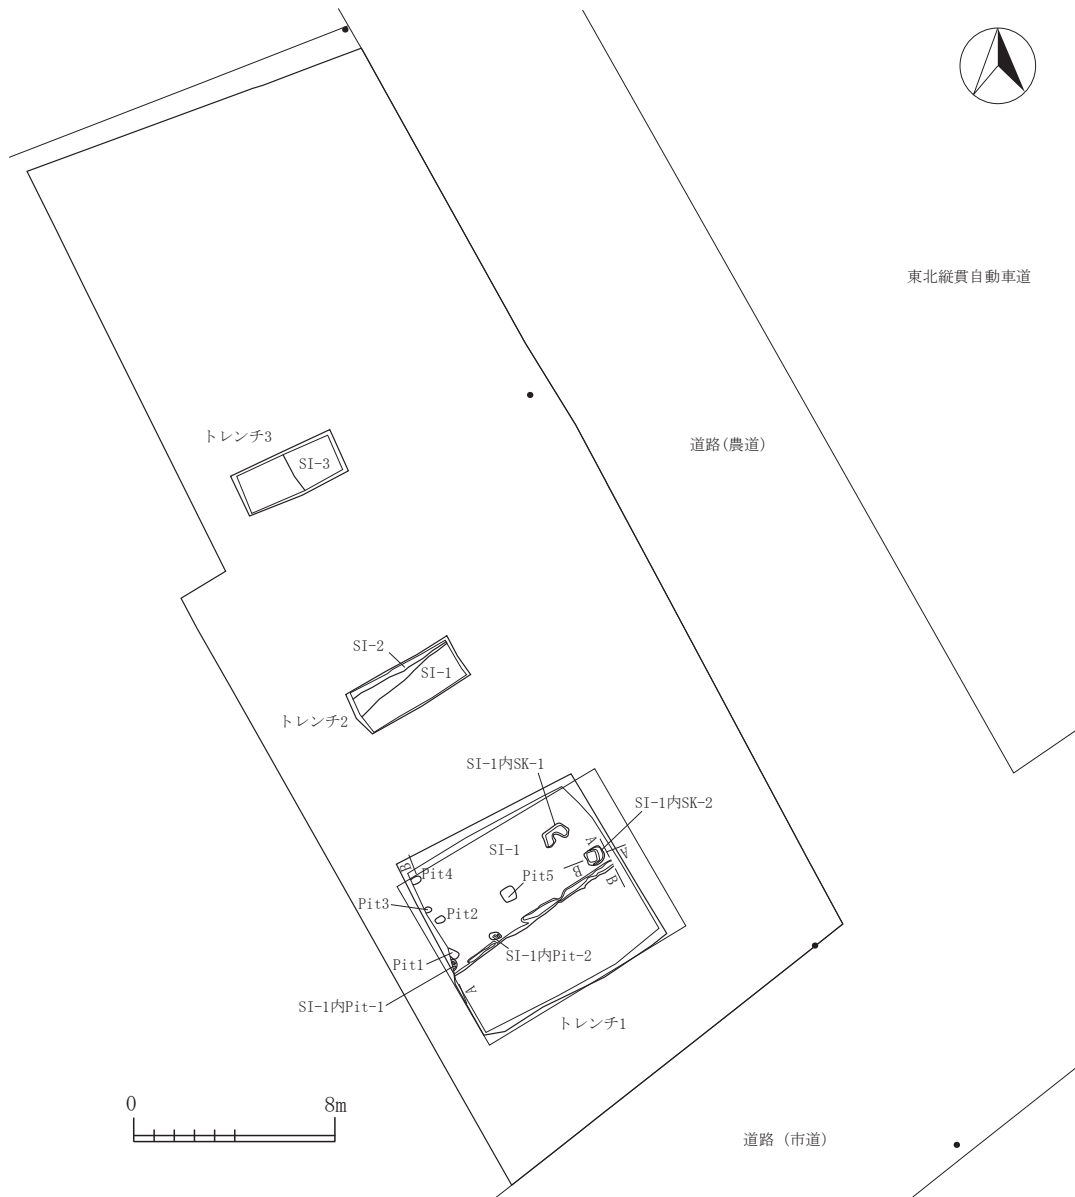 東北縦貫自動車道
トレンチ3
道路(農道)
SI-3
SI-2
SI-1
トレンチ2
SI-1内SK-1
SI-1内SK-2
A
SI-1
A
B
B
Pit4
Pit5
B
Pit3
Pit2
SI-1内Pit-2
Pit1
A
SI-1内Pit-1
トレンチ1
0
8m
道路（市道）